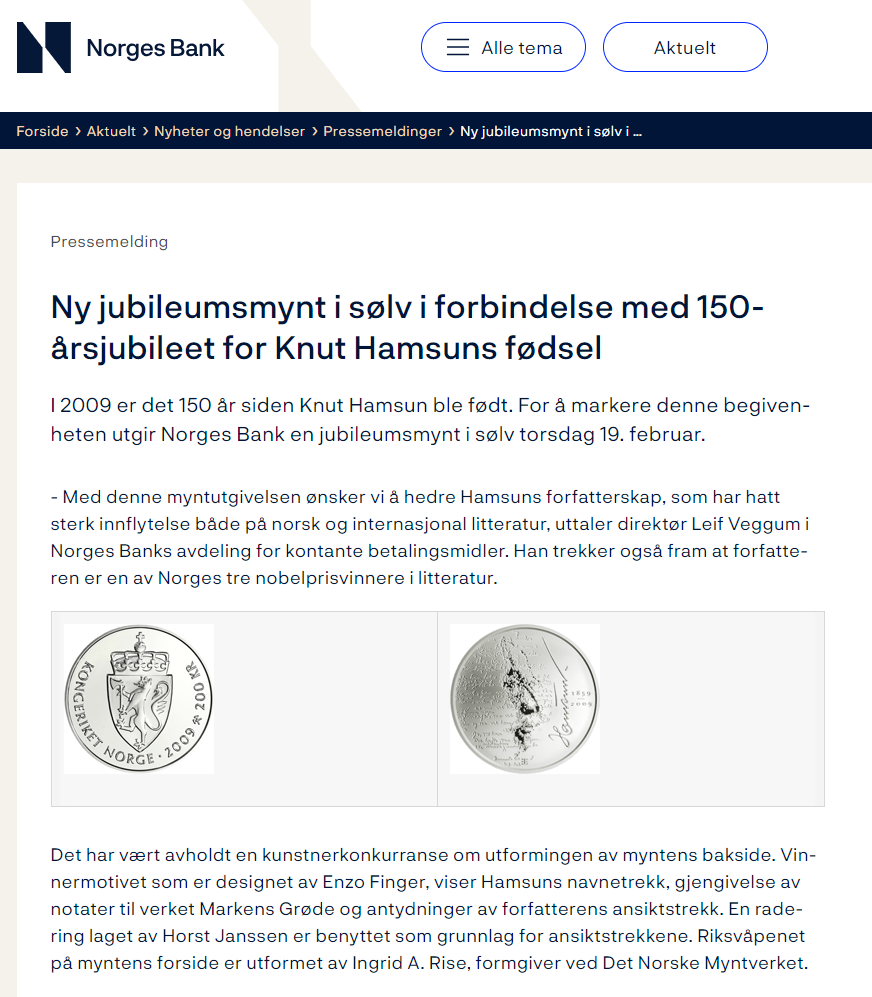 Norges Bank
Alle tema
Aktuelt
Forside › Aktuelt › Nyheter og hendelser › Pressemeldinger › Ny jubileumsmynt i sølv i ...
Pressemelding
Ny jubileumsmynt i sølv i forbindelse med 150-
årsjubileet for Knut Hamsuns fødsel
I 2009 er det 150 år siden Knut Hamsun ble født. For å markere denne begiven-
heten utgir Norges Bank en jubileumsmynt i sølv torsdag 19. februar.
- Med denne myntutgivelsen ønsker vi å hedre Hamsuns forfatterskap, som har hatt
sterk innflytelse både på norsk og internasjonal litteratur, uttaler direktør Leif Veggum i
Norges Banks avdeling for kontante betalingsmidler. Han trekker også fram at forfatte-
ren er en av Norges tre nobelprisvinnere i litteratur.
KONGERIKET NORGE · 2009 200 KR
Hamsun
1859
2009
Det har vært avholdt en kunstnerkonkurranse om utformingen av myntens bakside. Vin-
nermotivet som er designet av Enzo Finger, viser Hamsuns navnetrekk, gjengivelse av
notater til verket Markens Grøde og antydninger av forfatterens ansiktstrekk. En rade-
ring laget av Horst Janssen er benyttet som grunnlag for ansiktstrekkene. Riksvåpenet
på myntens forside er utformet av Ingrid A. Rise, formgiver ved Det Norske Myntverket.